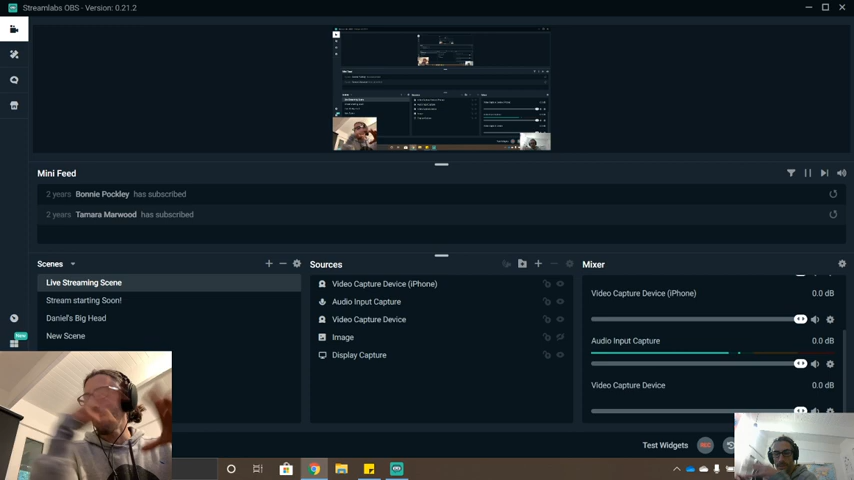 Streamlabs OBS - Version: 0.21.2
Mini Feed
2 years Bonnie Pockley has subscribed
2 years Tamara Marwood has subscribed
Scenes
Sources
Mixer
Live Streaming Scene
Stream starting Soon!
Daniel's Big Head
New Scene
Video Capture Device (iPhone)
Audio Input Capture
Video Capture Device
Image
Display Capture
Video Capture Device (iPhone) 0.0 dB
Audio Input Capture 0.0 dB
Video Capture Device 0.0 dB
New
Test Widgets
REC